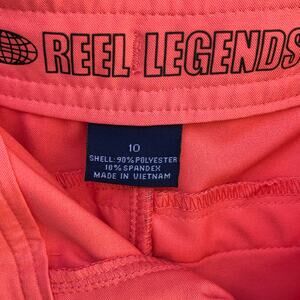 REEL LEGENDS
10
SHELL: 90% POLYESTER
10% SPANDEX
MADE IN VIETNAM